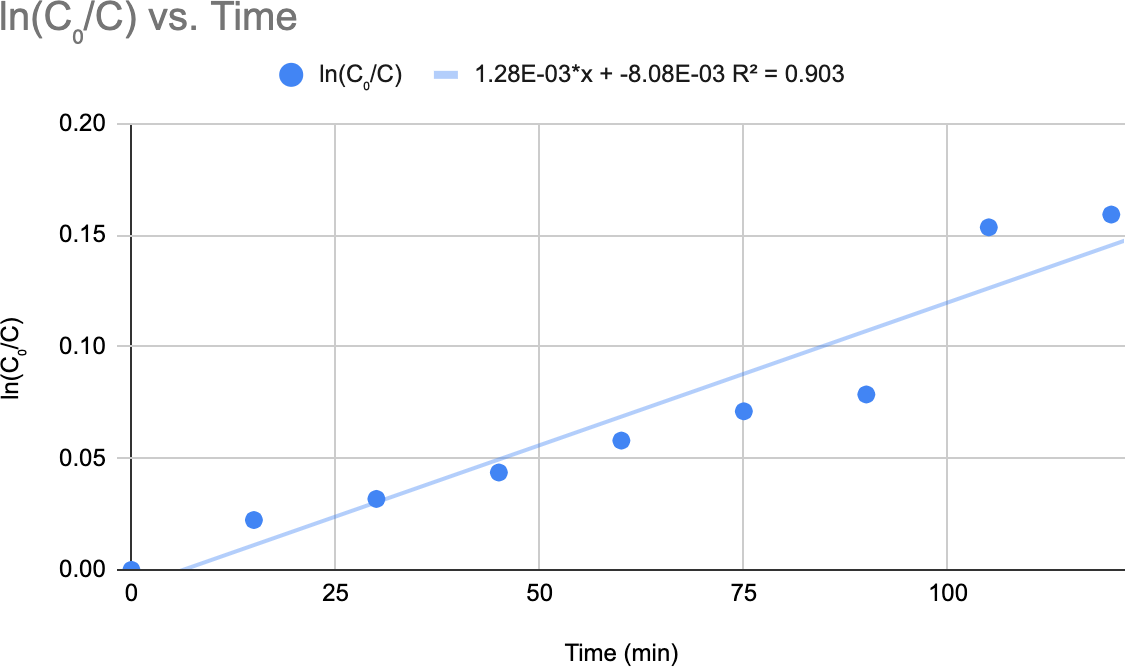 ln(C₀/C) vs. Time
ln(C₀/C) 1.28E-03*x + -8.08E-03 R² = 0.903
0.20
0.15
0.10
0.05
0.00
ln(C₀/C)
0 25 50 75 100
Time (min)